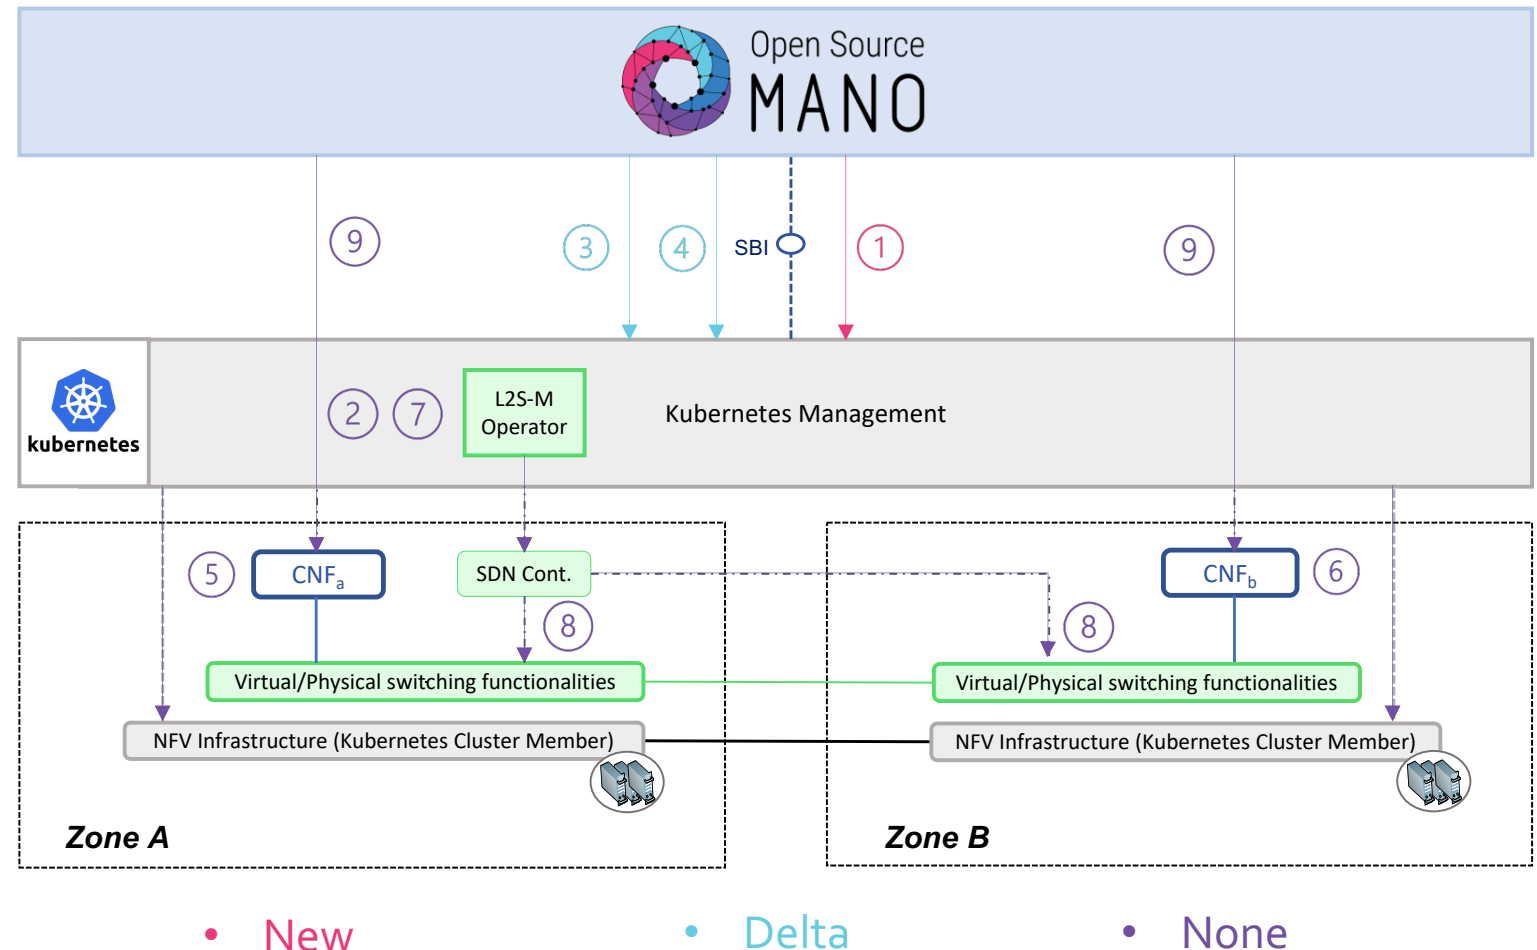 Open Source
MANO
9
3
4
SBI
1
9
kubernetes
2
7
L2S-M
Operator
Kubernetes Management
5
CNFa
SDN Cont.
8
8
CNFb
6
Virtual/Physical switching functionalities
Virtual/Physical switching functionalities
NFV Infrastructure (Kubernetes Cluster Member)
NFV Infrastructure (Kubernetes Cluster Member)
Zone A
Zone B
• New
• Delta
• None